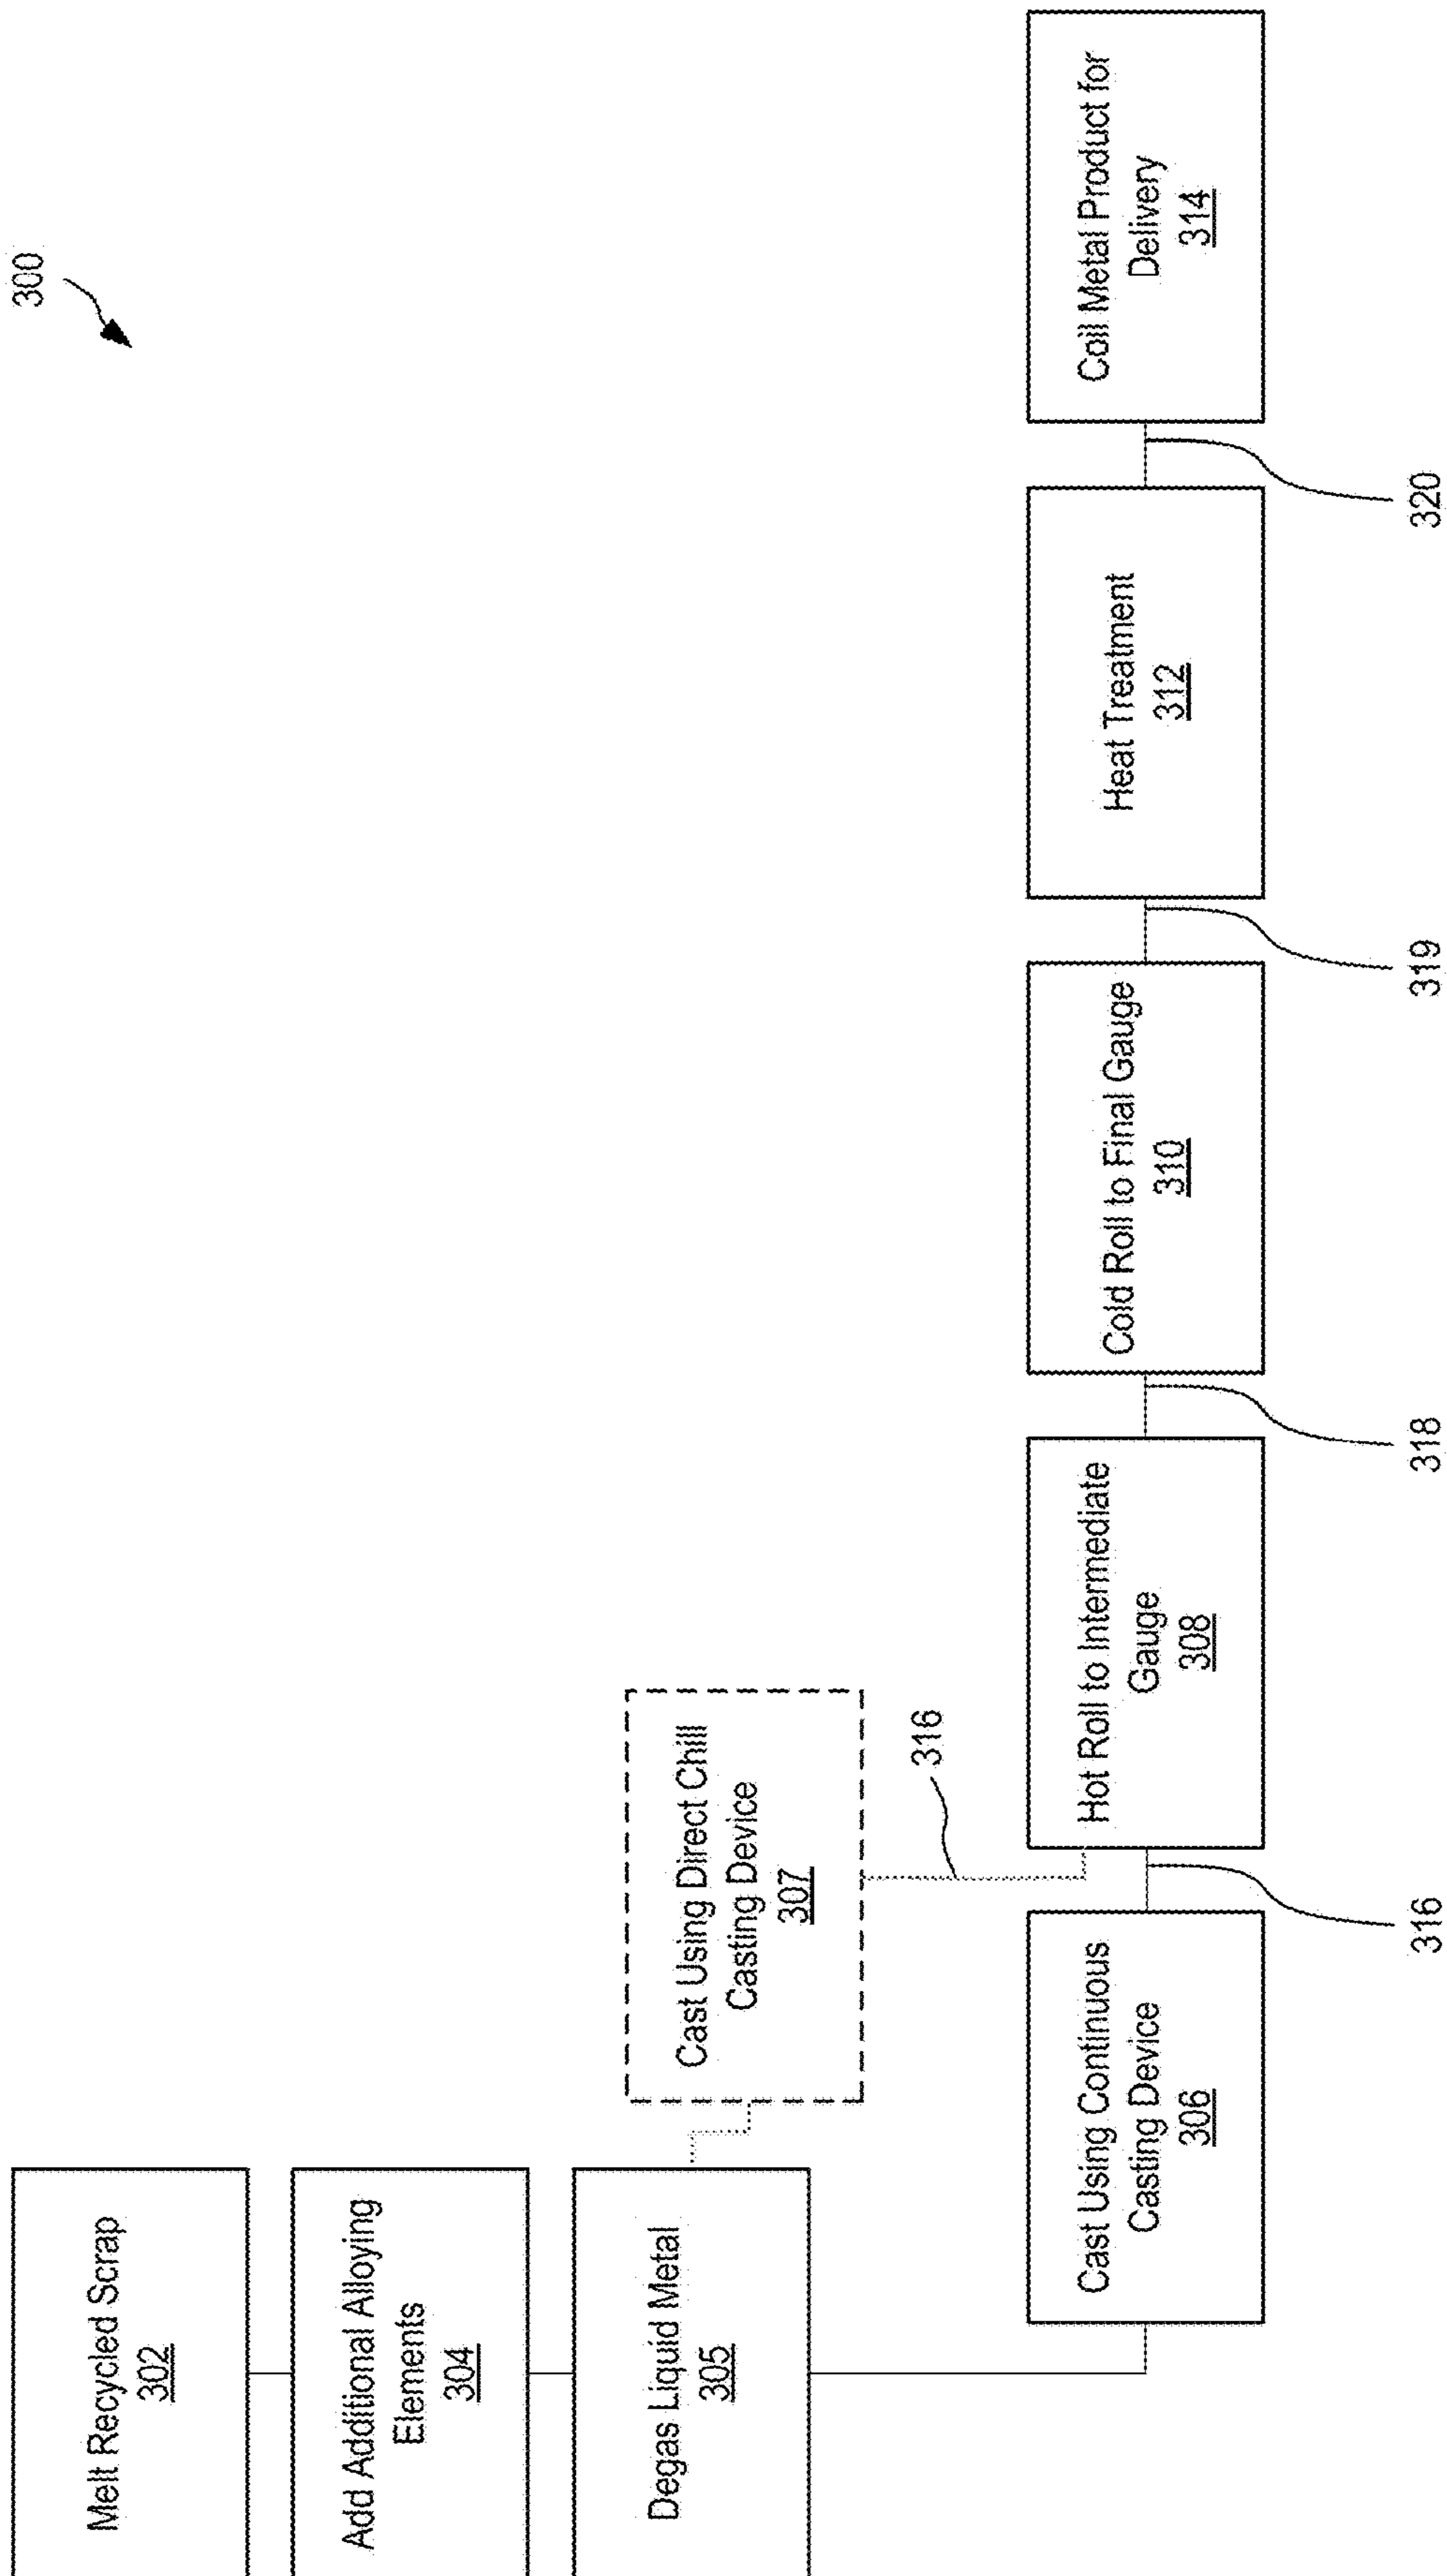 300
Melt Recycled Scrap
302
Add Additional Alloying
Elements
304
Degas Liquid Metal
305
Cast Using Direct Chill
Casting Device
307
316
Cast Using Continuous
Casting Device
306
316
Hot Roll to Intermediate
Gauge
308
318
Cold Roll to Final Gauge
310
319
Heat Treatment
312
320
Coil Metal Product for
Delivery
314